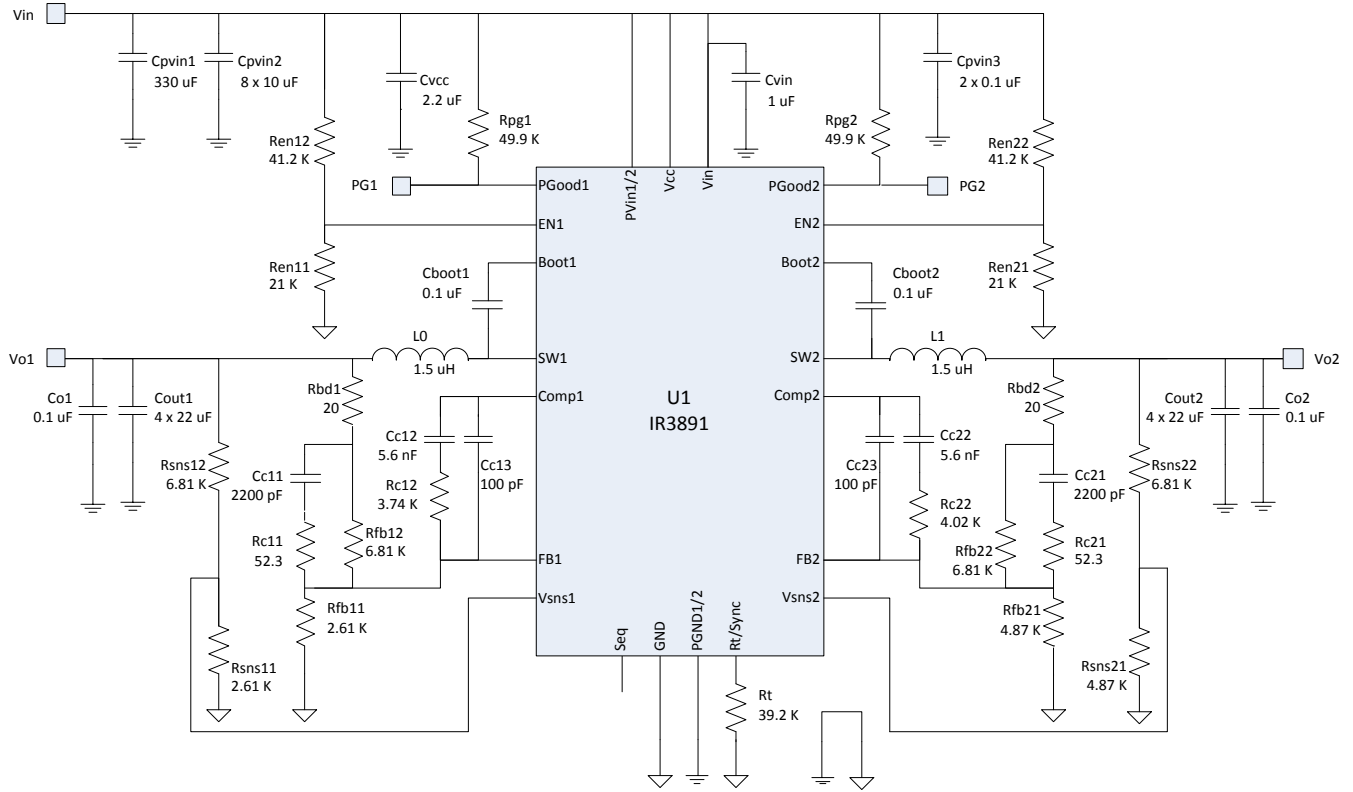 Vin
Cpvin1
330 uF
Cpvin2
8 x 10 uF
Cvcc
2.2 uF
Cvin
1 uF
Cpvin3
2 x 0.1 uF
Ren12
41.2 K
Rpg1
49.9 K
Rpg2
49.9 K
Ren22
41.2 K
PG1
PGood1
PVin1/2
Vcc
Vin
PGood2
PG2
EN1
EN2
Ren11
21 K
Boot1
Boot2
Ren21
21 K
Cboot1
0.1 uF
Cboot2
0.1 uF
Vo1
L0
1.5 uH
SW1
SW2
L1
1.5 uH
Vo2
Co1
0.1 uF
Cout1
4 x 22 uF
Rbd1
20
Comp1
U1
IR3891
Comp2
Rbd2
20
Cout2
4 x 22 uF
Co2
0.1 uF
Rsns12
6.81 K
Cc11
2200 pF
Cc12
5.6 nF
Cc13
100 pF
Rc12
3.74 K
Cc23
100 pF
Cc22
5.6 nF
Cc21
2200 pF
Rsns22
6.81 K
Rc11
52.3
Rfb12
6.81 K
Rc22
4.02 K
Rfb22
6.81 K
Rc21
52.3
FB1
FB2
Vsns1
Vsns2
Rfb11
2.61 K
Rfb21
4.87 K
Rsns11
2.61 K
Rsns21
4.87 K
Seq
GND
PGND1/2
Rt/Sync
Rt
39.2 K